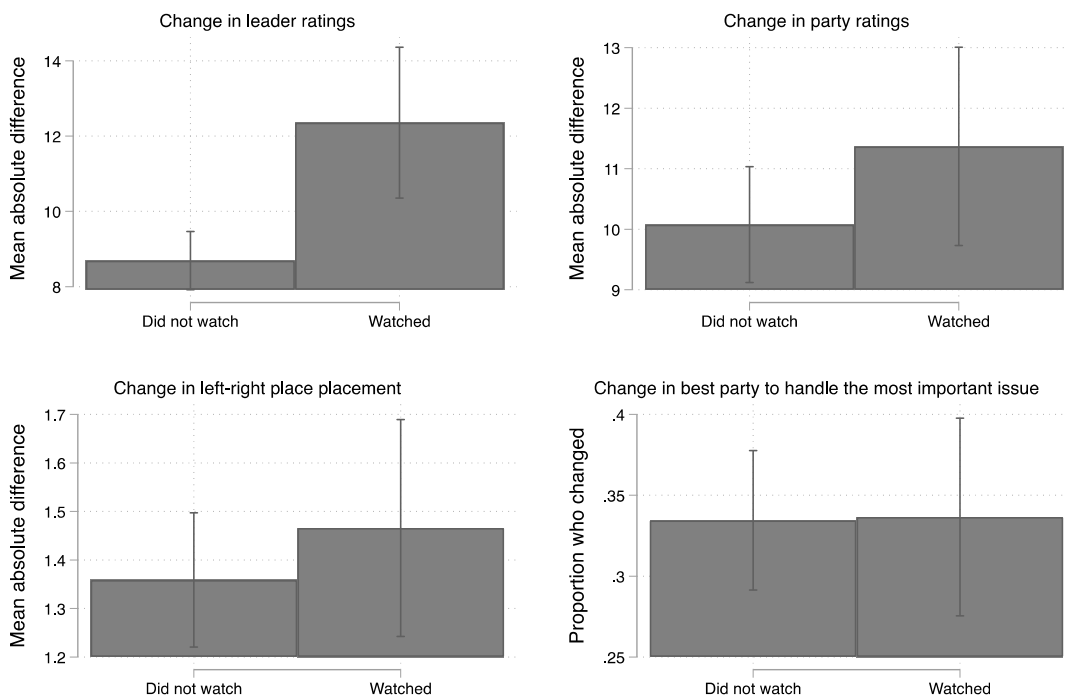 Change in leader ratings
Mean absolute difference
14
12
10
8
Did not watch
Watched
Change in party ratings
Mean absolute difference
13
12
11
10
9
Did not watch
Watched
Change in left-right place placement
Mean absolute difference
1.7
1.6
1.5
1.4
1.3
1.2
Did not watch
Watched
Change in best party to handle the most important issue
Proportion who changed
.4
.35
.3
.25
Did not watch
Watched